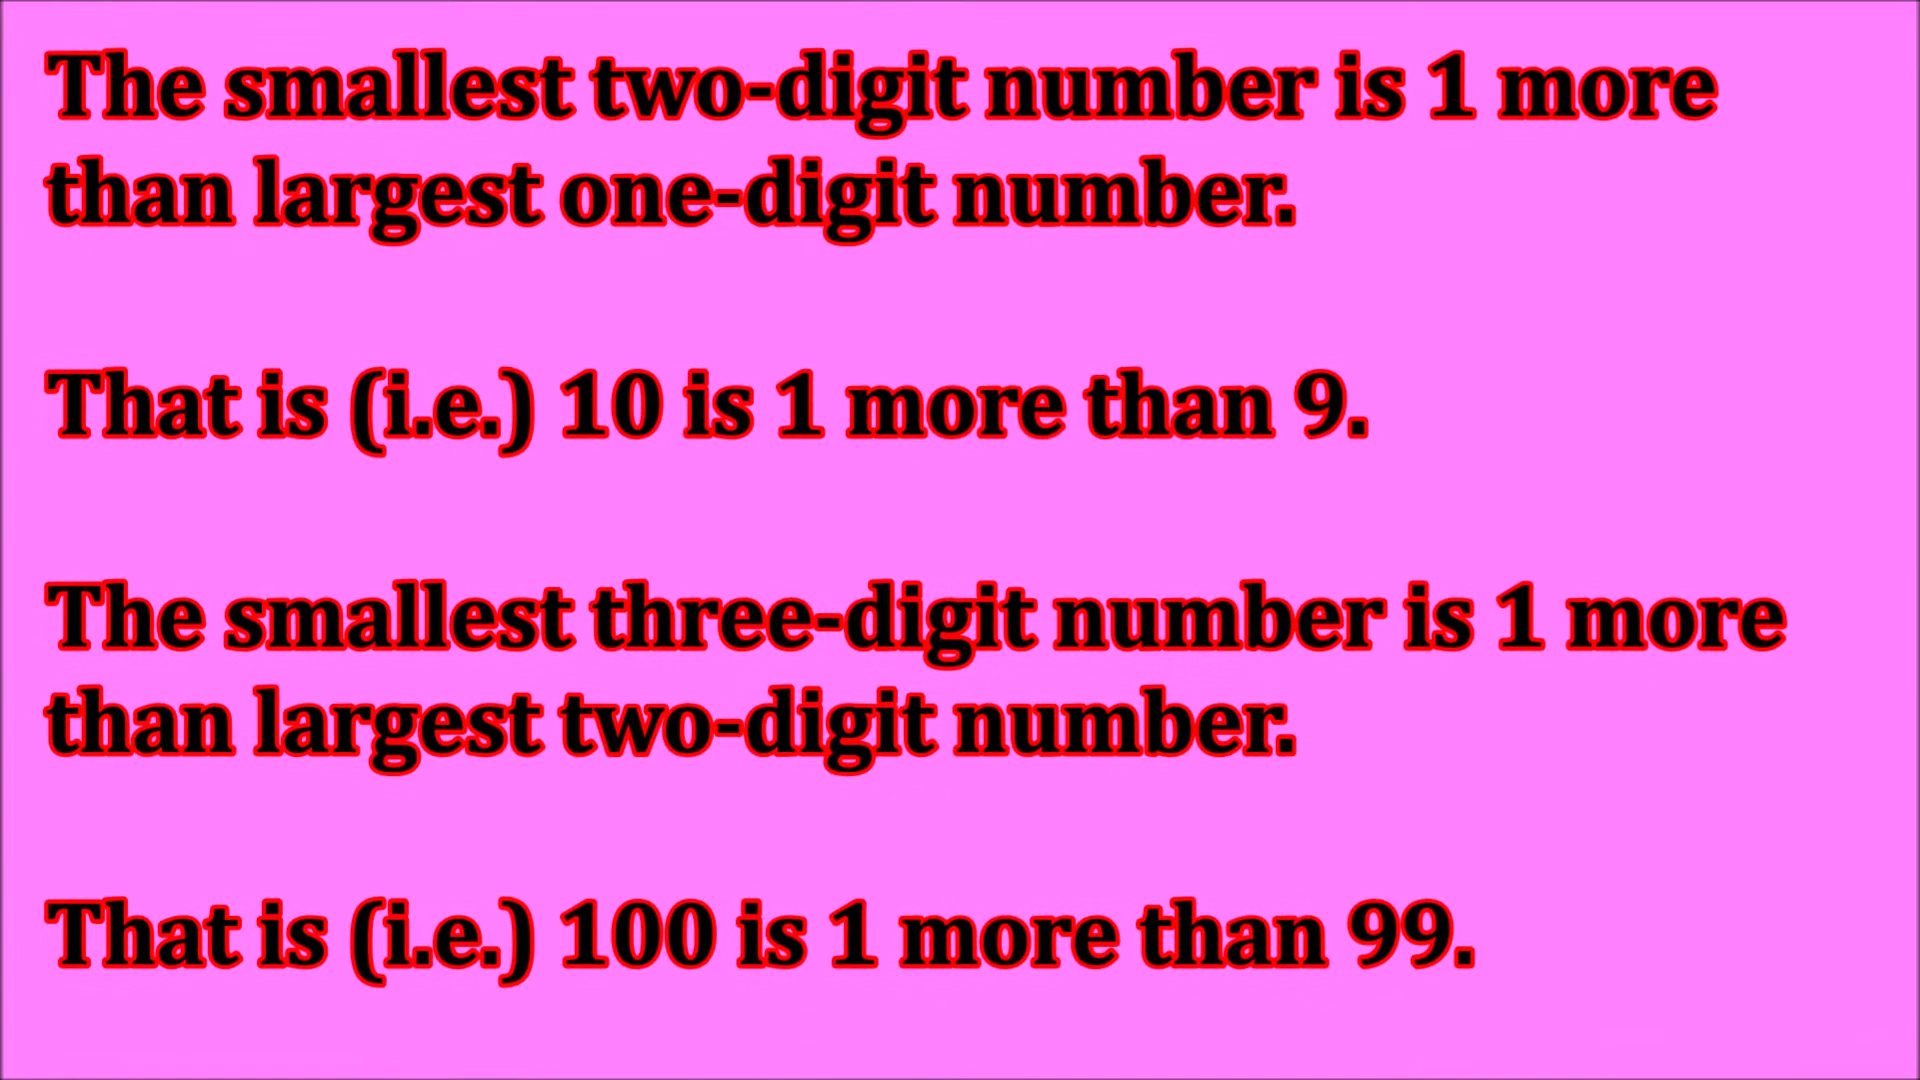 The smallest two-digit number is 1 more
than largest one-digit number.
That is (i.e.) 10 is 1 more than 9.
The smallest three-digit number is 1 more
than largest two-digit number.
That is (i.e.) 100 is 1 more than 99.